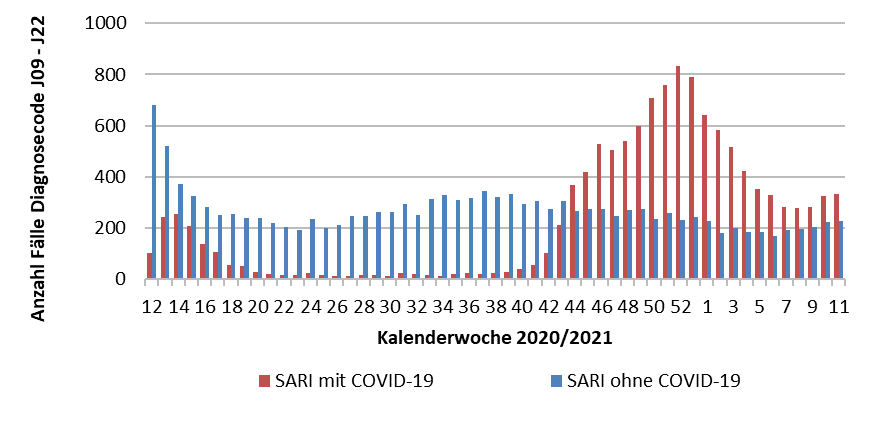 Anzahl Fälle Diagnosecode J09 - J22
1000
800
600
400
200
0
12 14 16 18 20 22 24 26 28 30 32 34 36 38 40 42 44 46 48 50 52 1 3 5 7 9 11
Kalenderwoche 2020/2021
SARI mit COVID-19 SARI ohne COVID-19